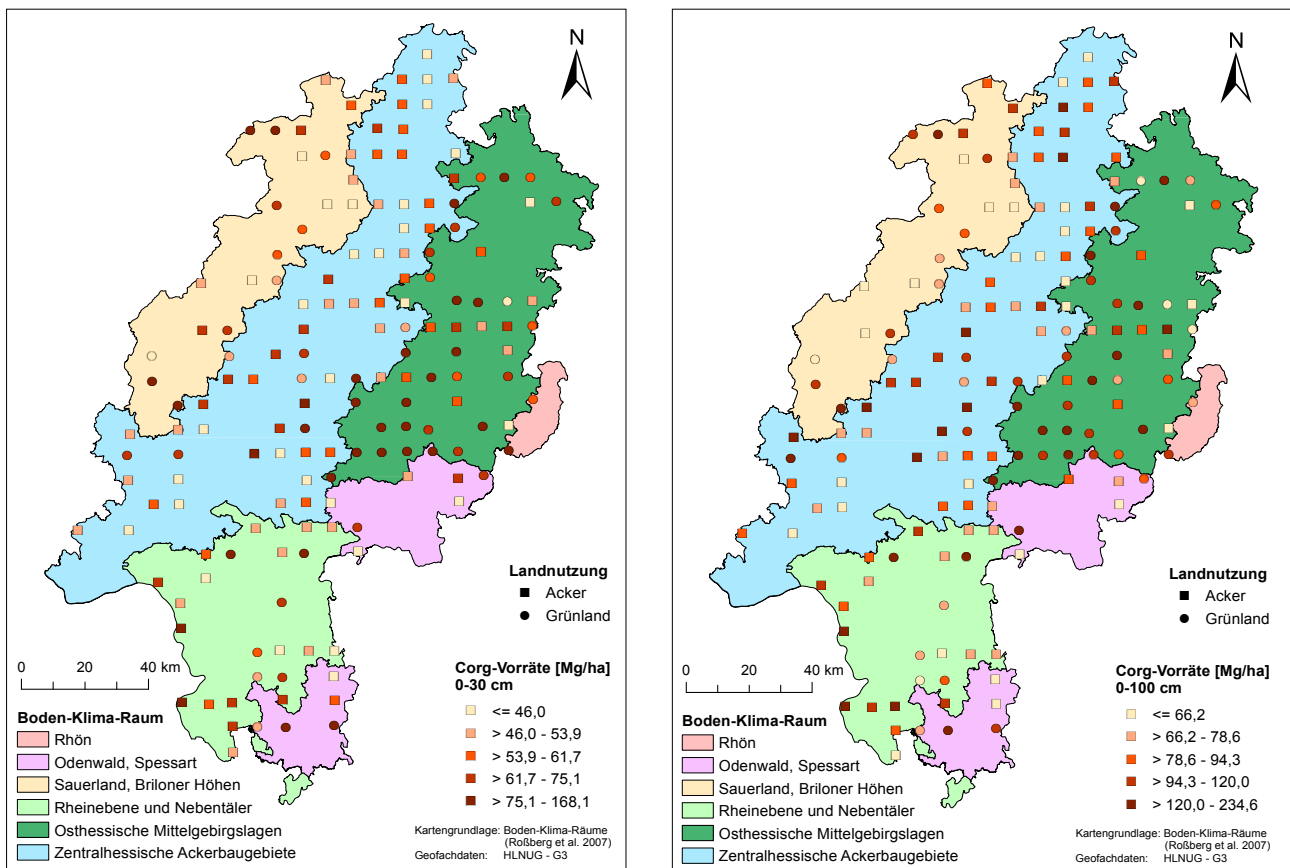 N
Landnutzung
Acker
Grünland
0 20 40 km
Corg-Vorräte [Mg/ha]
0-30 cm
<= 46,0
> 46,0 - 53,9
> 53,9 - 61,7
> 61,7 - 75,1
> 75,1 - 168,1
Boden-Klima-Raum
Rhön
Odenwald, Spessart
Sauerland, Briloner Höhen
Rheinebene und Nebentäler
Osthessische Mittelgebirgslagen
Zentralhessische Ackerbaugebiete
Kartengrundlage: Boden-Klima-Räume
(Roßberg et al. 2007)
Geofachdaten: HLNUG - G3
N
Landnutzung
Acker
Grünland
0 20 40 km
Corg-Vorräte [Mg/ha]
0-100 cm
<= 66,2
> 66,2 - 78,6
> 78,6 - 94,3
> 94,3 - 120,0
> 120,0 - 234,6
Boden-Klima-Raum
Rhön
Odenwald, Spessart
Sauerland, Briloner Höhen
Rheinebene und Nebentäler
Osthessische Mittelgebirgslagen
Zentralhessische Ackerbaugebiete
Kartengrundlage: Boden-Klima-Räume
(Roßberg et al. 2007)
Geofachdaten: HLNUG - G3